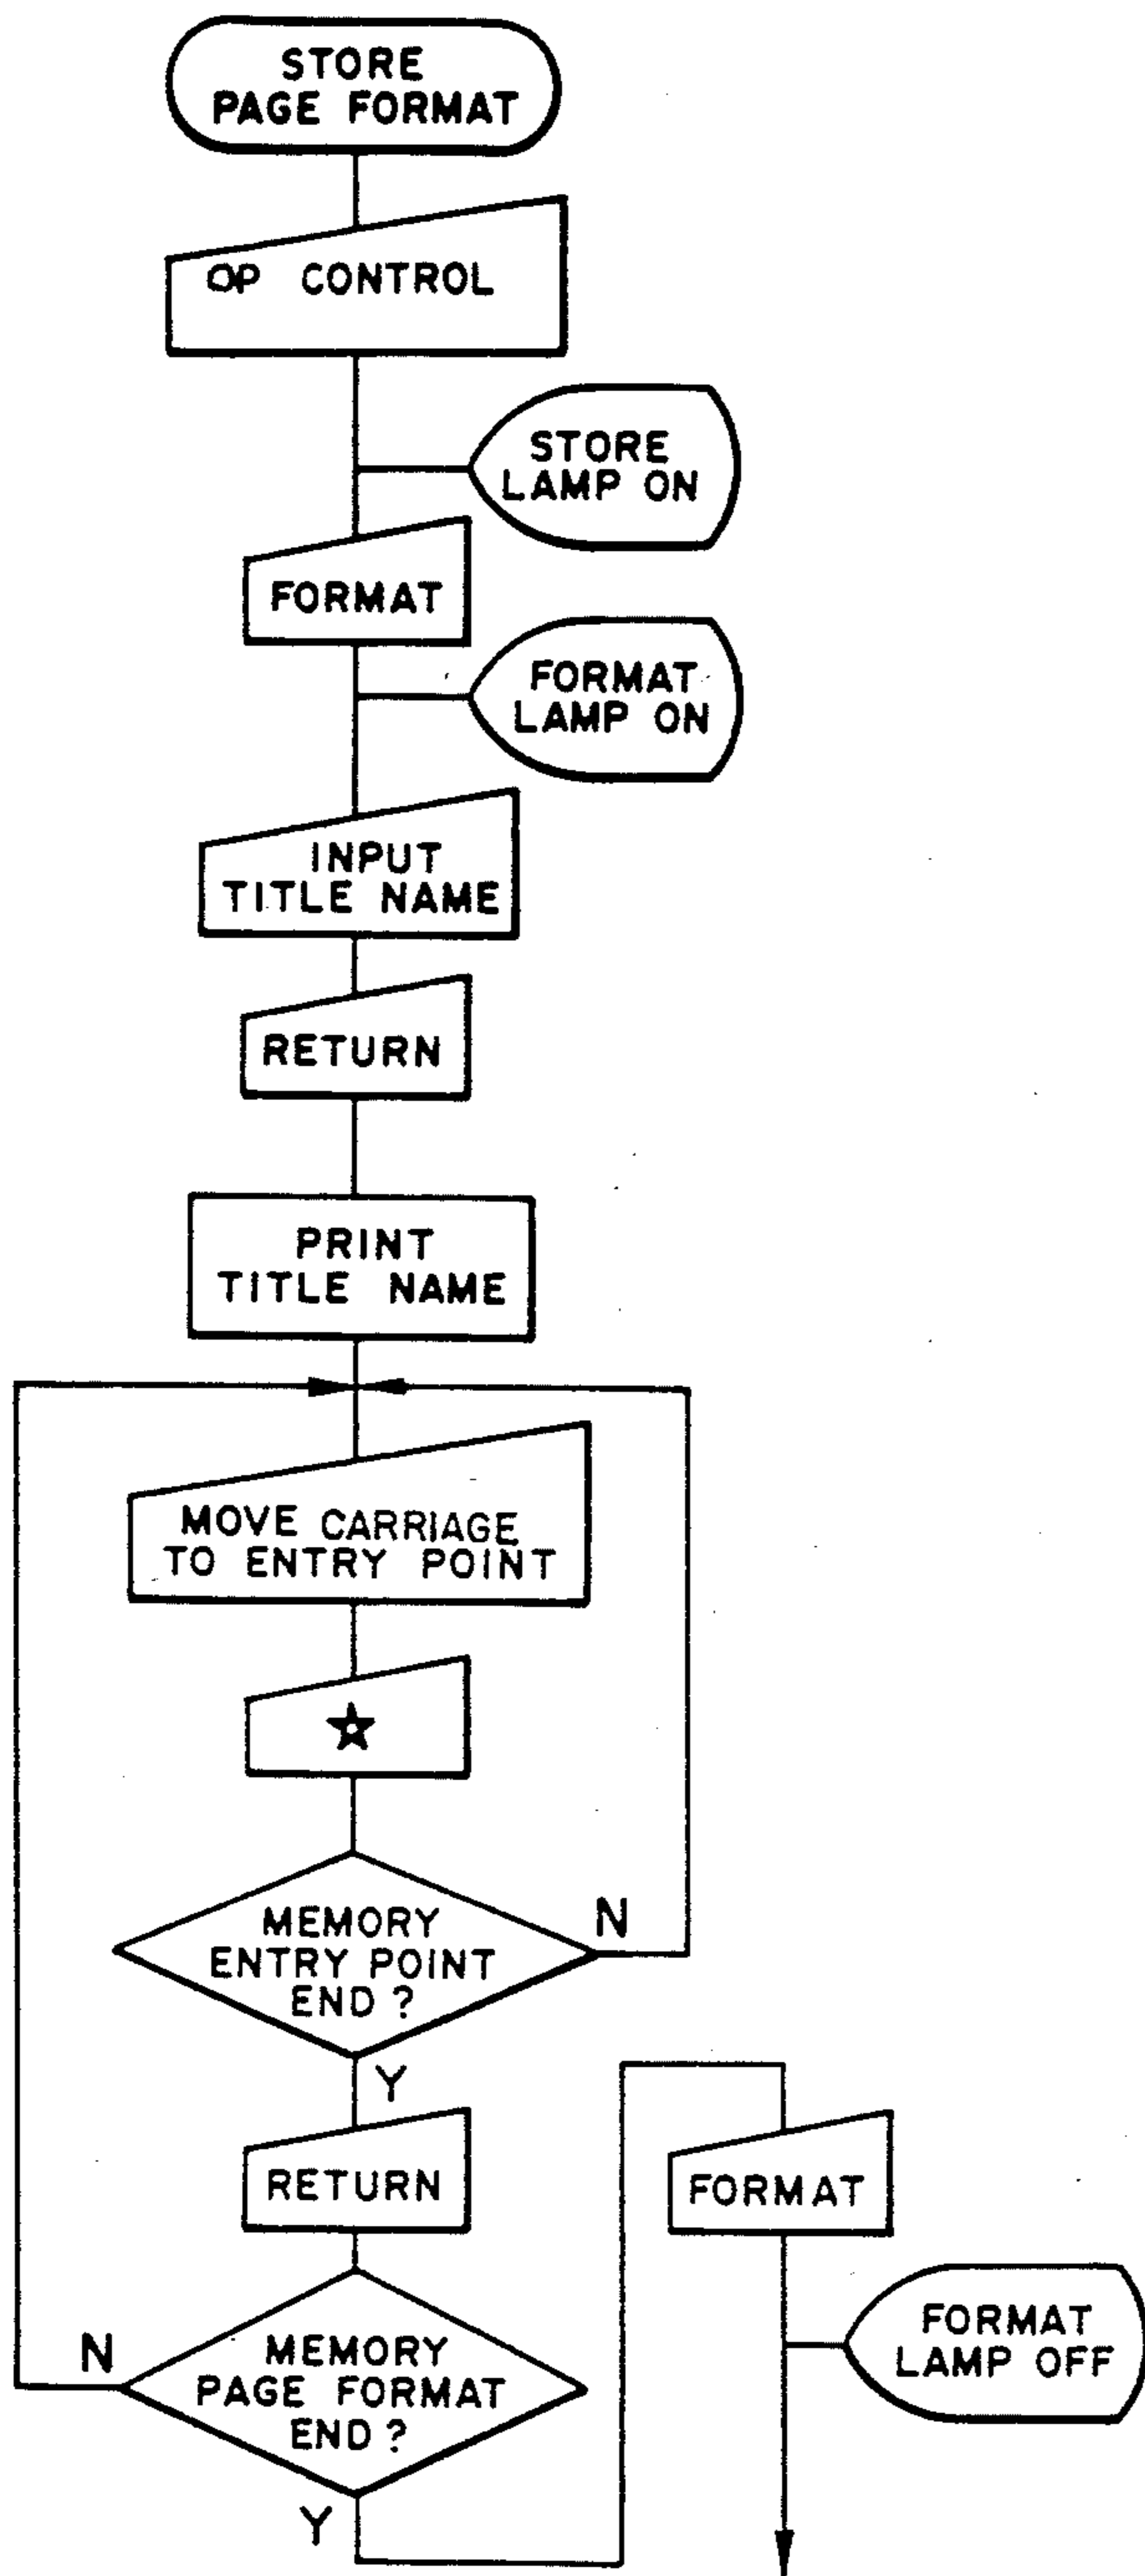 STORE
PAGE FORMAT
OP CONTROL
STORE
LAMP ON
FORMAT
FORMAT
LAMP ON
INPUT
TITLE NAME
RETURN
PRINT
TITLE NAME
MOVE CARRIAGE
TO ENTRY POINT
☆
MEMORY
ENTRY POINT
END ?
N
Y
RETURN
MEMORY
PAGE FORMAT
END ?
N
Y
FORMAT
FORMAT
LAMP OFF